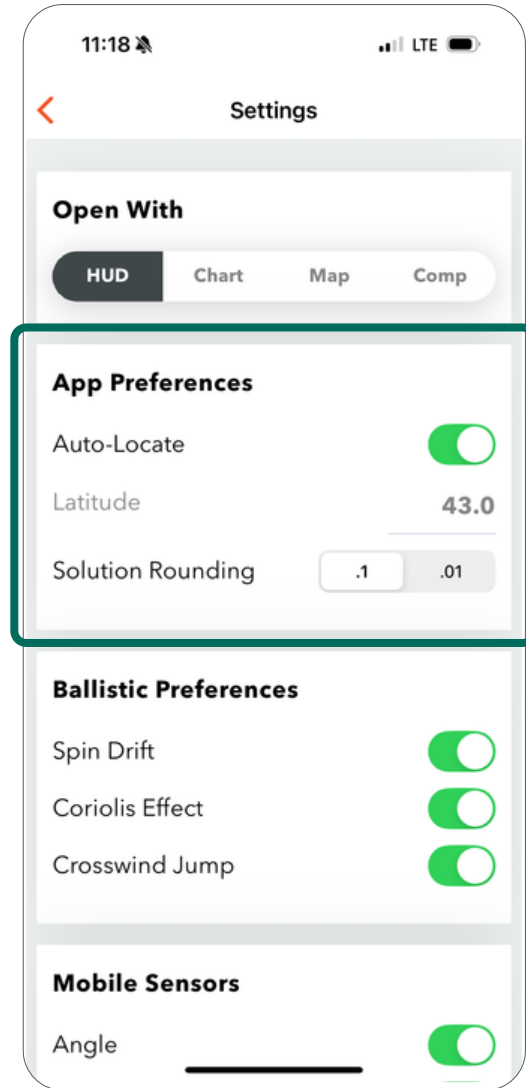 11:18 LTE
Settings
Open With
HUD Chart Map Comp
App Preferences
Auto-Locate
Latitude 43.0
Solution Rounding .1 .01
Ballistic Preferences
Spin Drift
Coriolis Effect
Crosswind Jump
Mobile Sensors
Angle